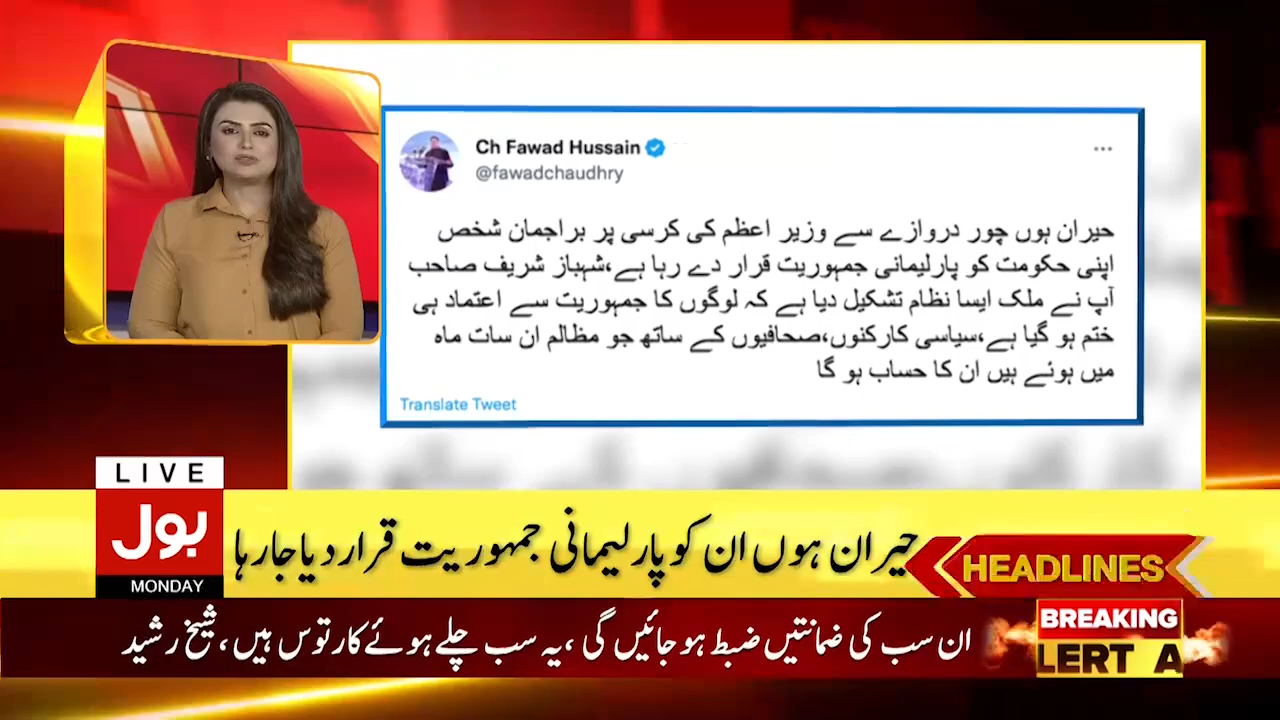 Ch Fawad Hussain
@fawadchaudhry
حیران ہوں چور دروازے سے وزیر اعظم کی کرسی پر براجمان شخص
اپنی حکومت کو پارلیمانی جمہوریت قرار دے رہا ہے،شہباز شریف صاحب
آپ نے ملک ایسا نظام تشکیل دیا ہے کہ لوگوں کا جمہوریت سے اعتماد ہی
ختم ہو گیا ہے،سیاسی کارکنوں،صحافیوں کے ساتھ جو مظالم ان سات ماہ
میں ہوئے ہیں ان کا حساب ہو گا
Translate Tweet
LIVE
بول
MONDAY
حیران ہوں ان کو پارلیمانی جمہوریت قرار دیا جارہا
HEADLINES
ان سب کی ضمانتیں ضبط ہوجائیں گی ،یہ سب چلے ہوئے کارتوس ہیں، شیخ رشید
BREAKING
LERT A